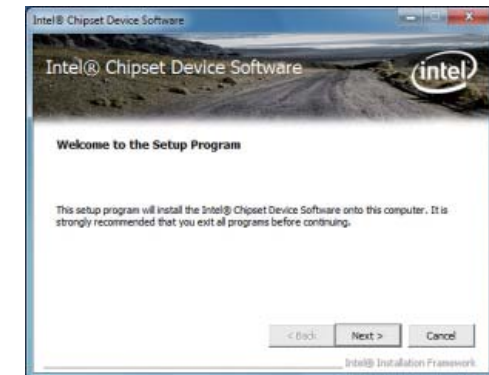 Intel® Chipset Device Software
Intel® Chipset Device Software
intel
Welcome to the Setup Program
This setup program will install the Intel® Chipset Device Software onto this computer. It is
strongly recommended that you exit all programs before continuing.
< Back Next > Cancel
Intel® Installation Framework